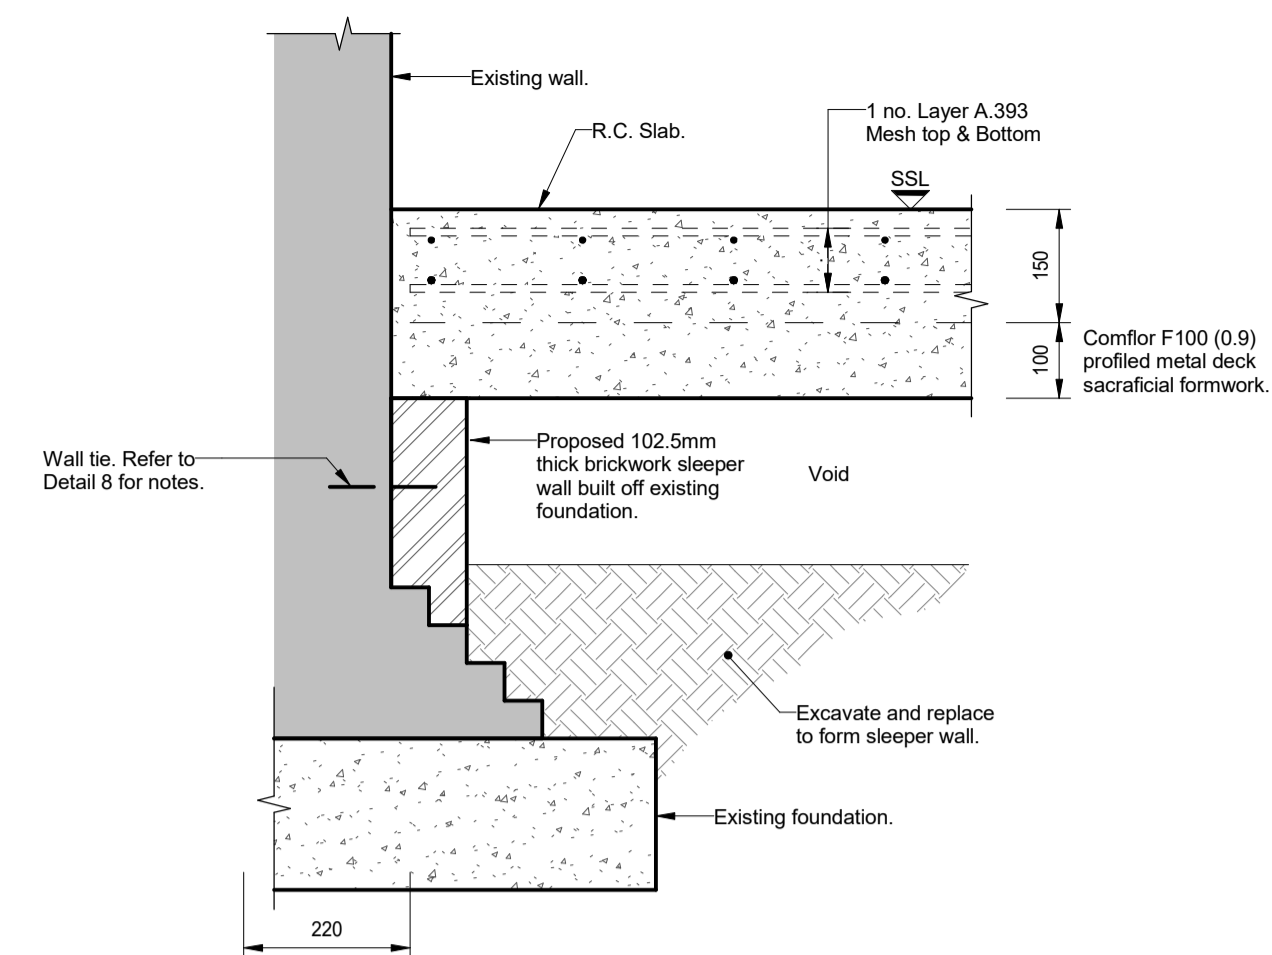 Existing wall.
R.C. Slab.
1 no. Layer A.393
Mesh top & Bottom
SSL
150
100
Comflor F100 (0.9)
profiled metal deck
sacraficial formwork.
Wall tie. Refer to
Detail 8 for notes.
Proposed 102.5mm
thick brickwork sleeper
wall built off existing
foundation.
Void
Excavate and replace
to form sleeper wall.
Existing foundation.
220